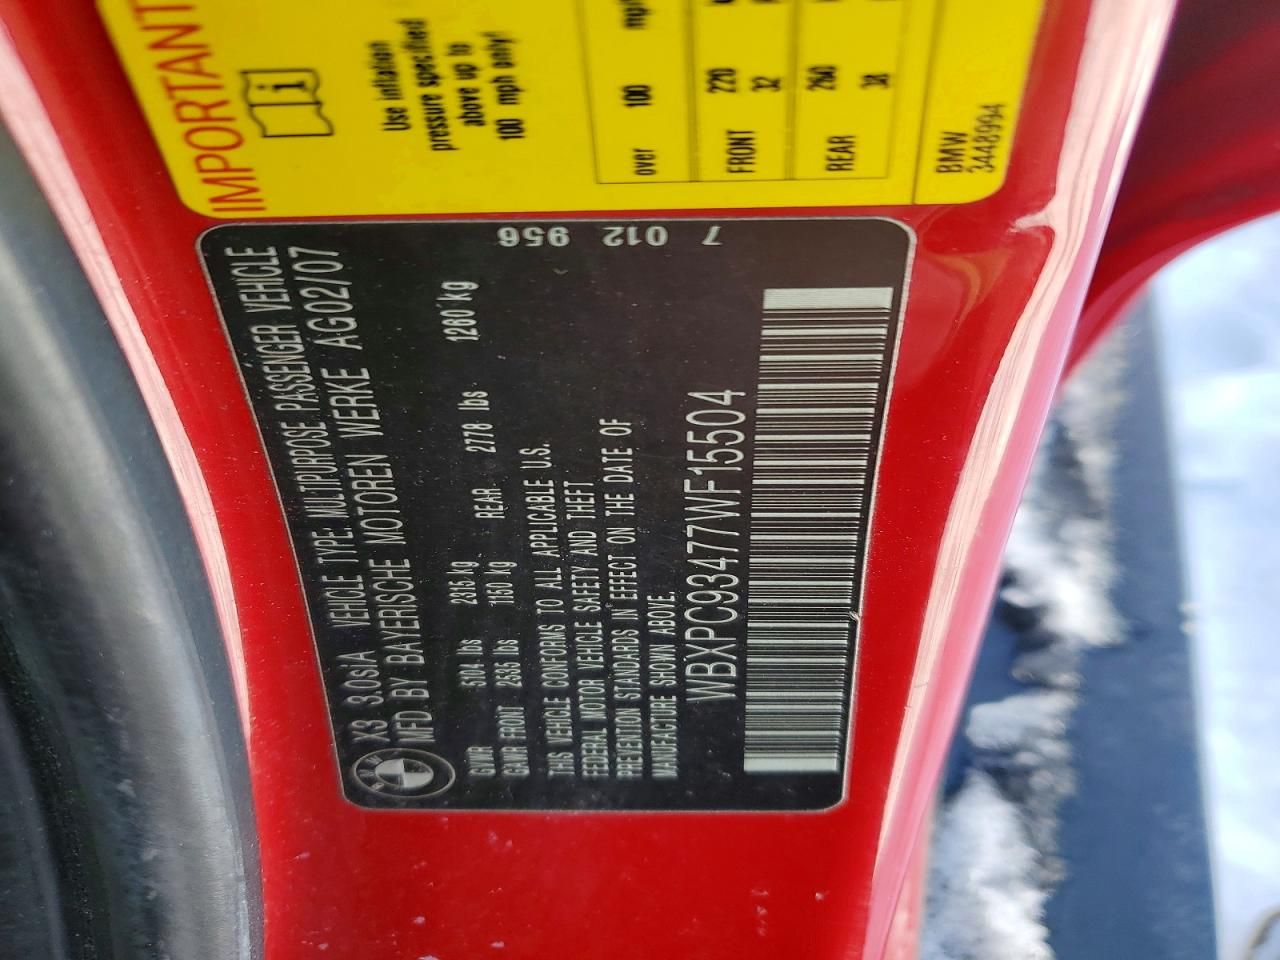 IMPORTANT
i
Use inflation
pressure specified
above up to
100 mph only!
over 100 mph
FRONT 220
32
REAR 260
38
BMW
3448994
7 012 956
X3 3.0si/A VEHICLE TYPE: MULTIPURPOSE PASSENGER VEHICLE
MFD BY BAYERISCHE MOTOREN WERKE AG02/07
GVWR 5104 lbs 2315 kg
GAWR FRONT 2535 lbs 1150 kg REAR 2778 lbs 1260 kg
THIS VEHICLE CONFORMS TO ALL APPLICABLE U.S.
FEDERAL MOTOR VEHICLE SAFETY AND THEFT
PREVENTION STANDARDS IN EFFECT ON THE DATE OF
MANUFACTURE SHOWN ABOVE.
WBXPC93477WF15504